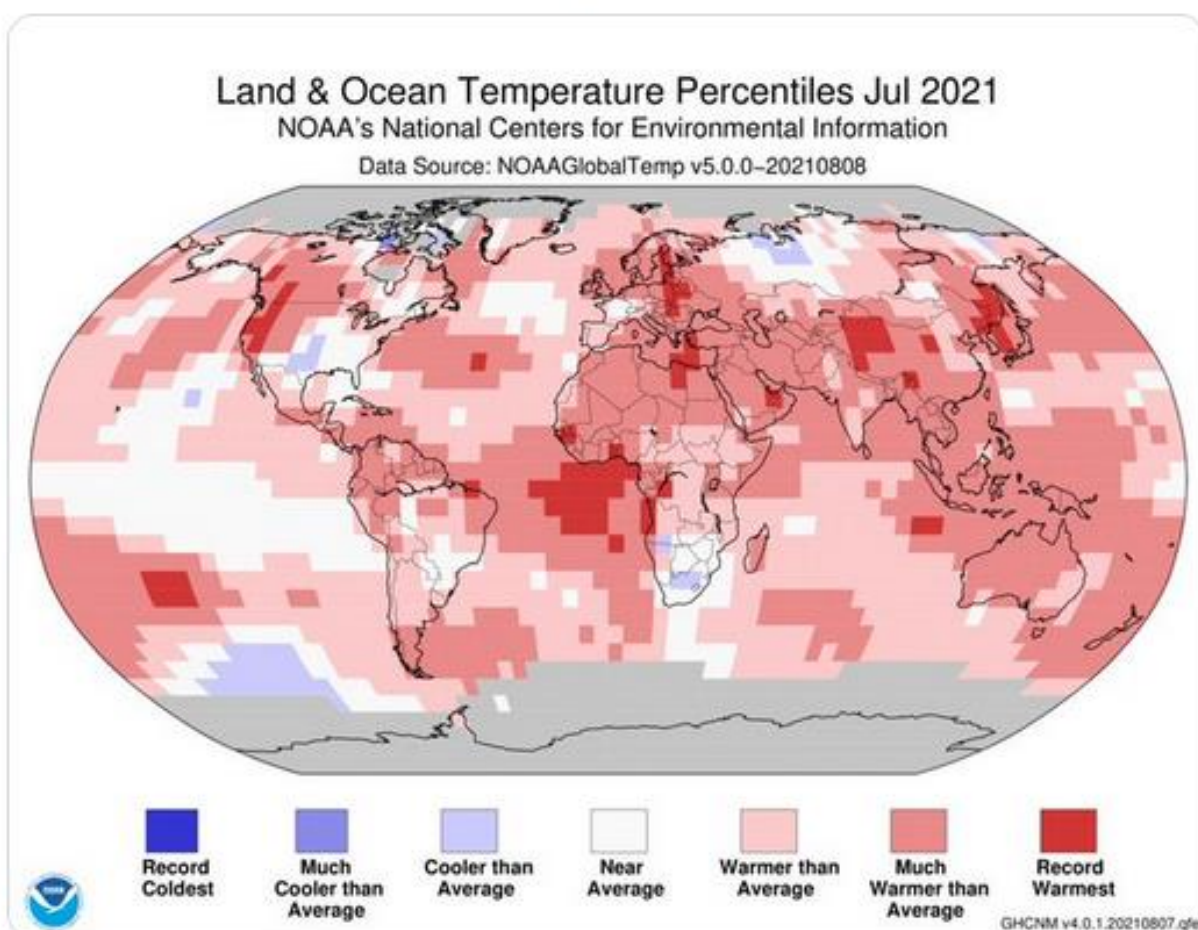 Land & Ocean Temperature Percentiles Jul 2021
NOAA's National Centers for Environmental Information
Data Source: NOAAGlobalTemp v5.0.0–20210808
Record
Coldest
Much
Cooler than
Average
Cooler than
Average
Near
Average
Warmer than
Average
Much
Warmer than
Average
Record
Warmest
NOAA
GHCNM v4.0.1.20210807.qfe